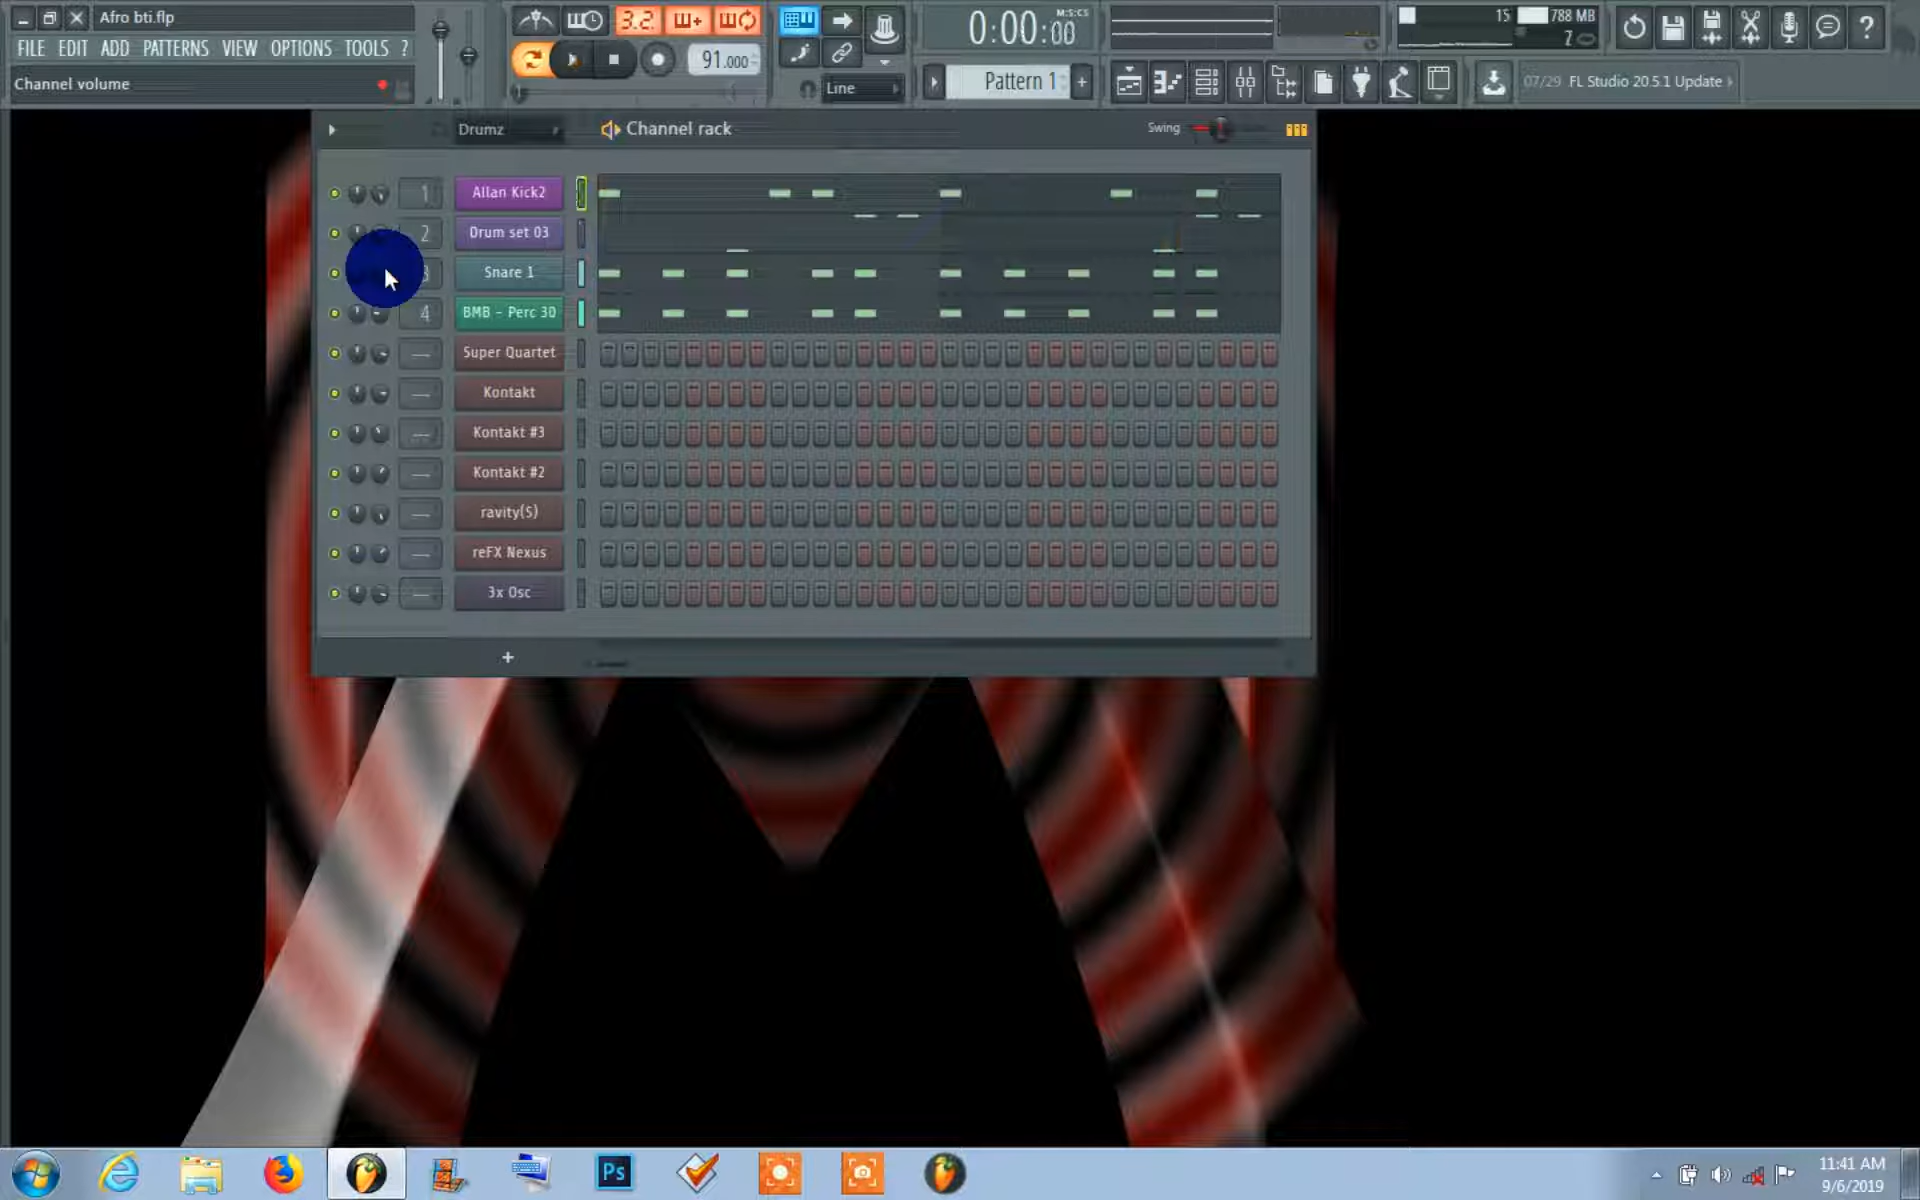 Afro bti.flp
FILE EDIT ADD PATTERNS VIEW OPTIONS TOOLS ?
Channel volume
3.2.
91.000
Line
0:00:00
M:S:CS
Pattern 1
+
15
788 MB
7
?
07/29 FL Studio 20.5.1 Update
Drumz
Channel rack
Swing
1 Allan Kick2
2 Drum set 03
3 Snare 1
4 BMB - Perc 30
--- Super Quartet
--- Kontakt
--- Kontakt #3
--- Kontakt #2
--- ravity(S)
--- reFX Nexus
--- 3x Osc
+
Ps
11:41 AM
9/6/2019